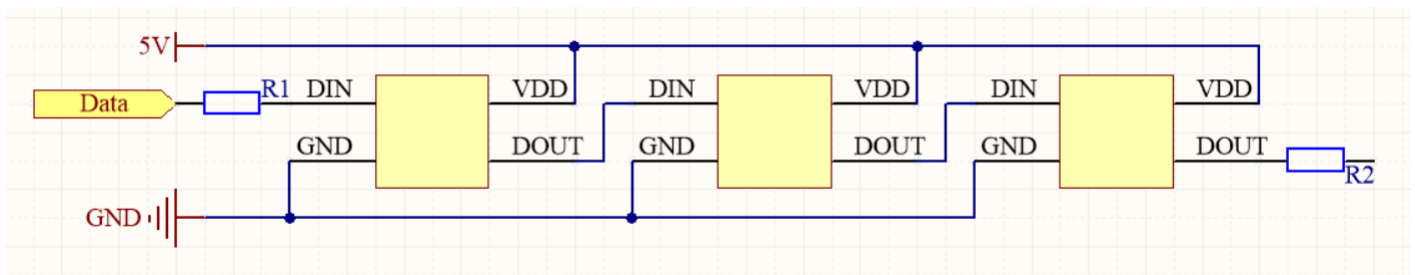 5V
Data
R1
DIN
VDD
DIN
VDD
DIN
VDD
GND
DOUT
GND
DOUT
GND
DOUT
R2
GND